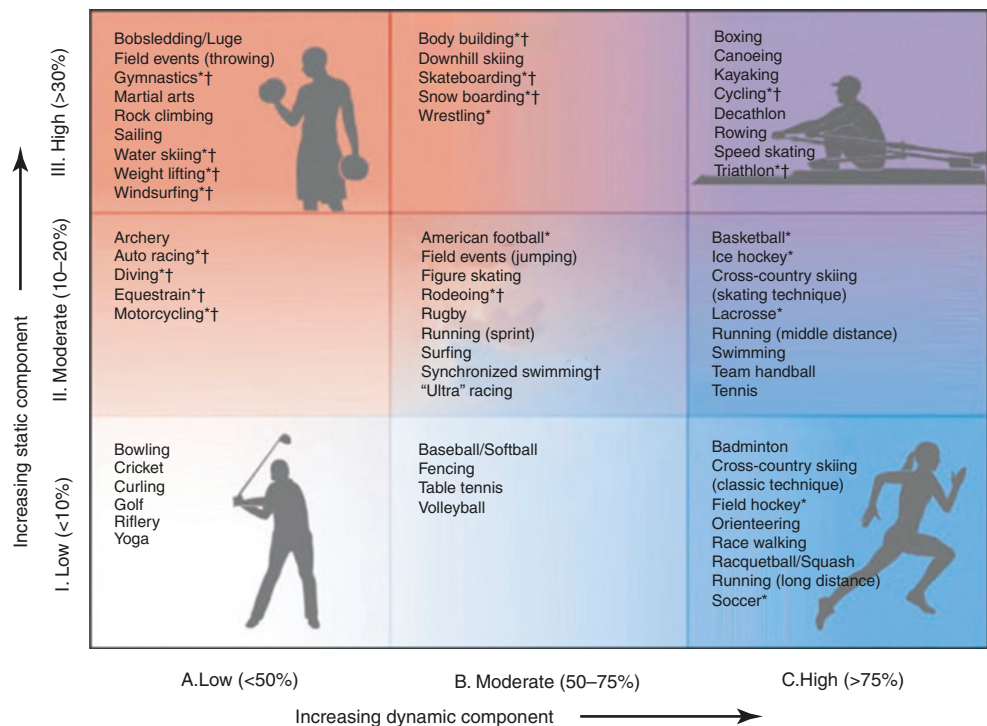 Bobsledding/Luge
Field events (throwing)
Gymnastics*†
Martial arts
Rock climbing
Sailing
Water skiing*†
Weight lifting*†
Windsurfing*†
Body building*†
Downhill skiing
Skateboarding*†
Snow boarding*†
Wrestling*
Boxing
Canoeing
Kayaking
Cycling*†
Decathlon
Rowing
Speed skating
Triathlon*†
III. High (>30%)
Archery
Auto racing*†
Diving*†
Equestrain*†
Motorcycling*†
American football*
Field events (jumping)
Figure skating
Rodeoing*†
Rugby
Running (sprint)
Surfing
Synchronized swimming†
“Ultra” racing
Basketball*
Ice hockey*
Cross-country skiing
(skating technique)
Lacrosse*
Running (middle distance)
Swimming
Team handball
Tennis
II. Moderate (10–20%)
Increasing static component
Bowling
Cricket
Curling
Golf
Riflery
Yoga
Baseball/Softball
Fencing
Table tennis
Volleyball
Badminton
Cross-country skiing
(classic technique)
Field hockey*
Orienteering
Race walking
Racquetball/Squash
Running (long distance)
Soccer*
I. Low (<10%)
A.Low (<50%)
B. Moderate (50–75%)
C.High (>75%)
Increasing dynamic component